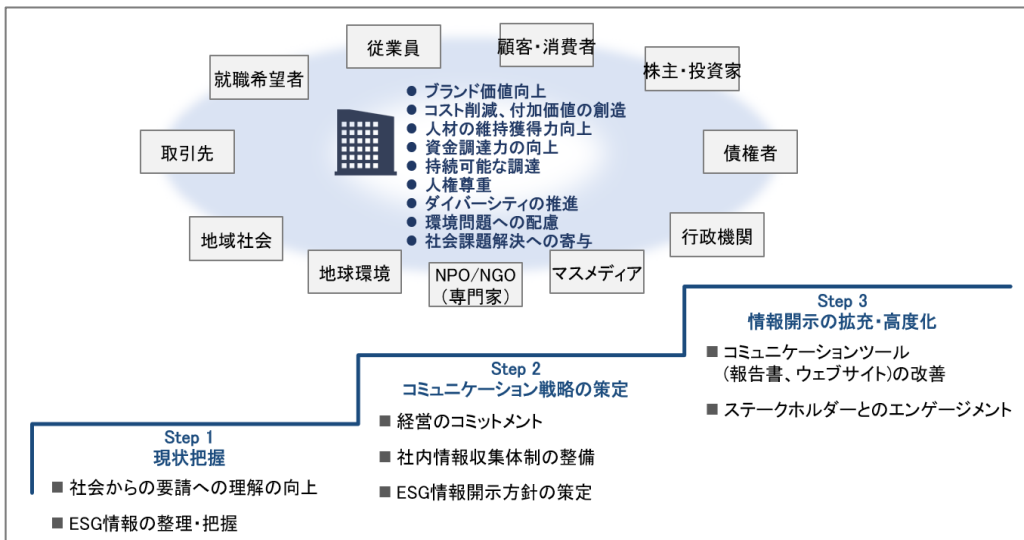 従業員
顧客・消費者
就職希望者
株主・投資家
取引先
債権者
地域社会
行政機関
地球環境
NPO/NGO
(専門家)
マスメディア
● ブランド価値向上
● コスト削減、付加価値の創造
● 人材の維持獲得力向上
● 資金調達力の向上
● 持続可能な調達
● 人権尊重
● ダイバーシティの推進
● 環境問題への配慮
● 社会課題解決への寄与
Step 1
現状把握
■ 社会からの要請への理解の向上
■ ESG情報の整理・把握
Step 2
コミュニケーション戦略の策定
■ 経営のコミットメント
■ 社内情報収集体制の整備
■ ESG情報開示方針の策定
Step 3
情報開示の拡充・高度化
■ コミュニケーションツール
(報告書、ウェブサイト)の改善
■ ステークホルダーとのエンゲージメント